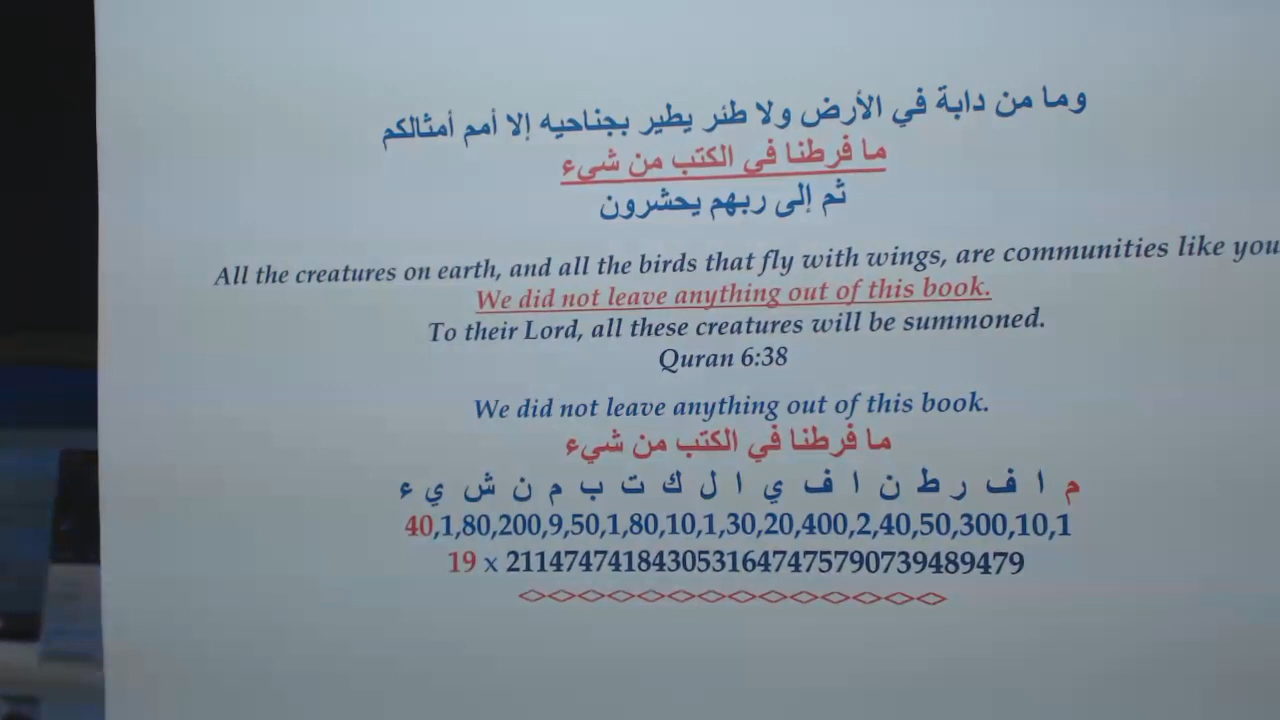 وما من دابة في الأرض ولا طئر يطير بجناحيه إلا أمم أمثالكم
ما فرطنا في الكتب من شيء
ثم إلى ربهم يحشرون
All the creatures on earth, and all the birds that fly with wings, are communities like you
We did not leave anything out of this book.
To their Lord, all these creatures will be summoned.
Quran 6:38
We did not leave anything out of this book.
ما فرطنا في الكتب من شيء
م ا ف ر ط ن ا ف ي ا ل ك ت ب م ن ش ي ء
40,1,80,200,9,50,1,80,10,1,30,20,400,2,40,50,300,10,1
19 x 21147474184305316474757907394894​79